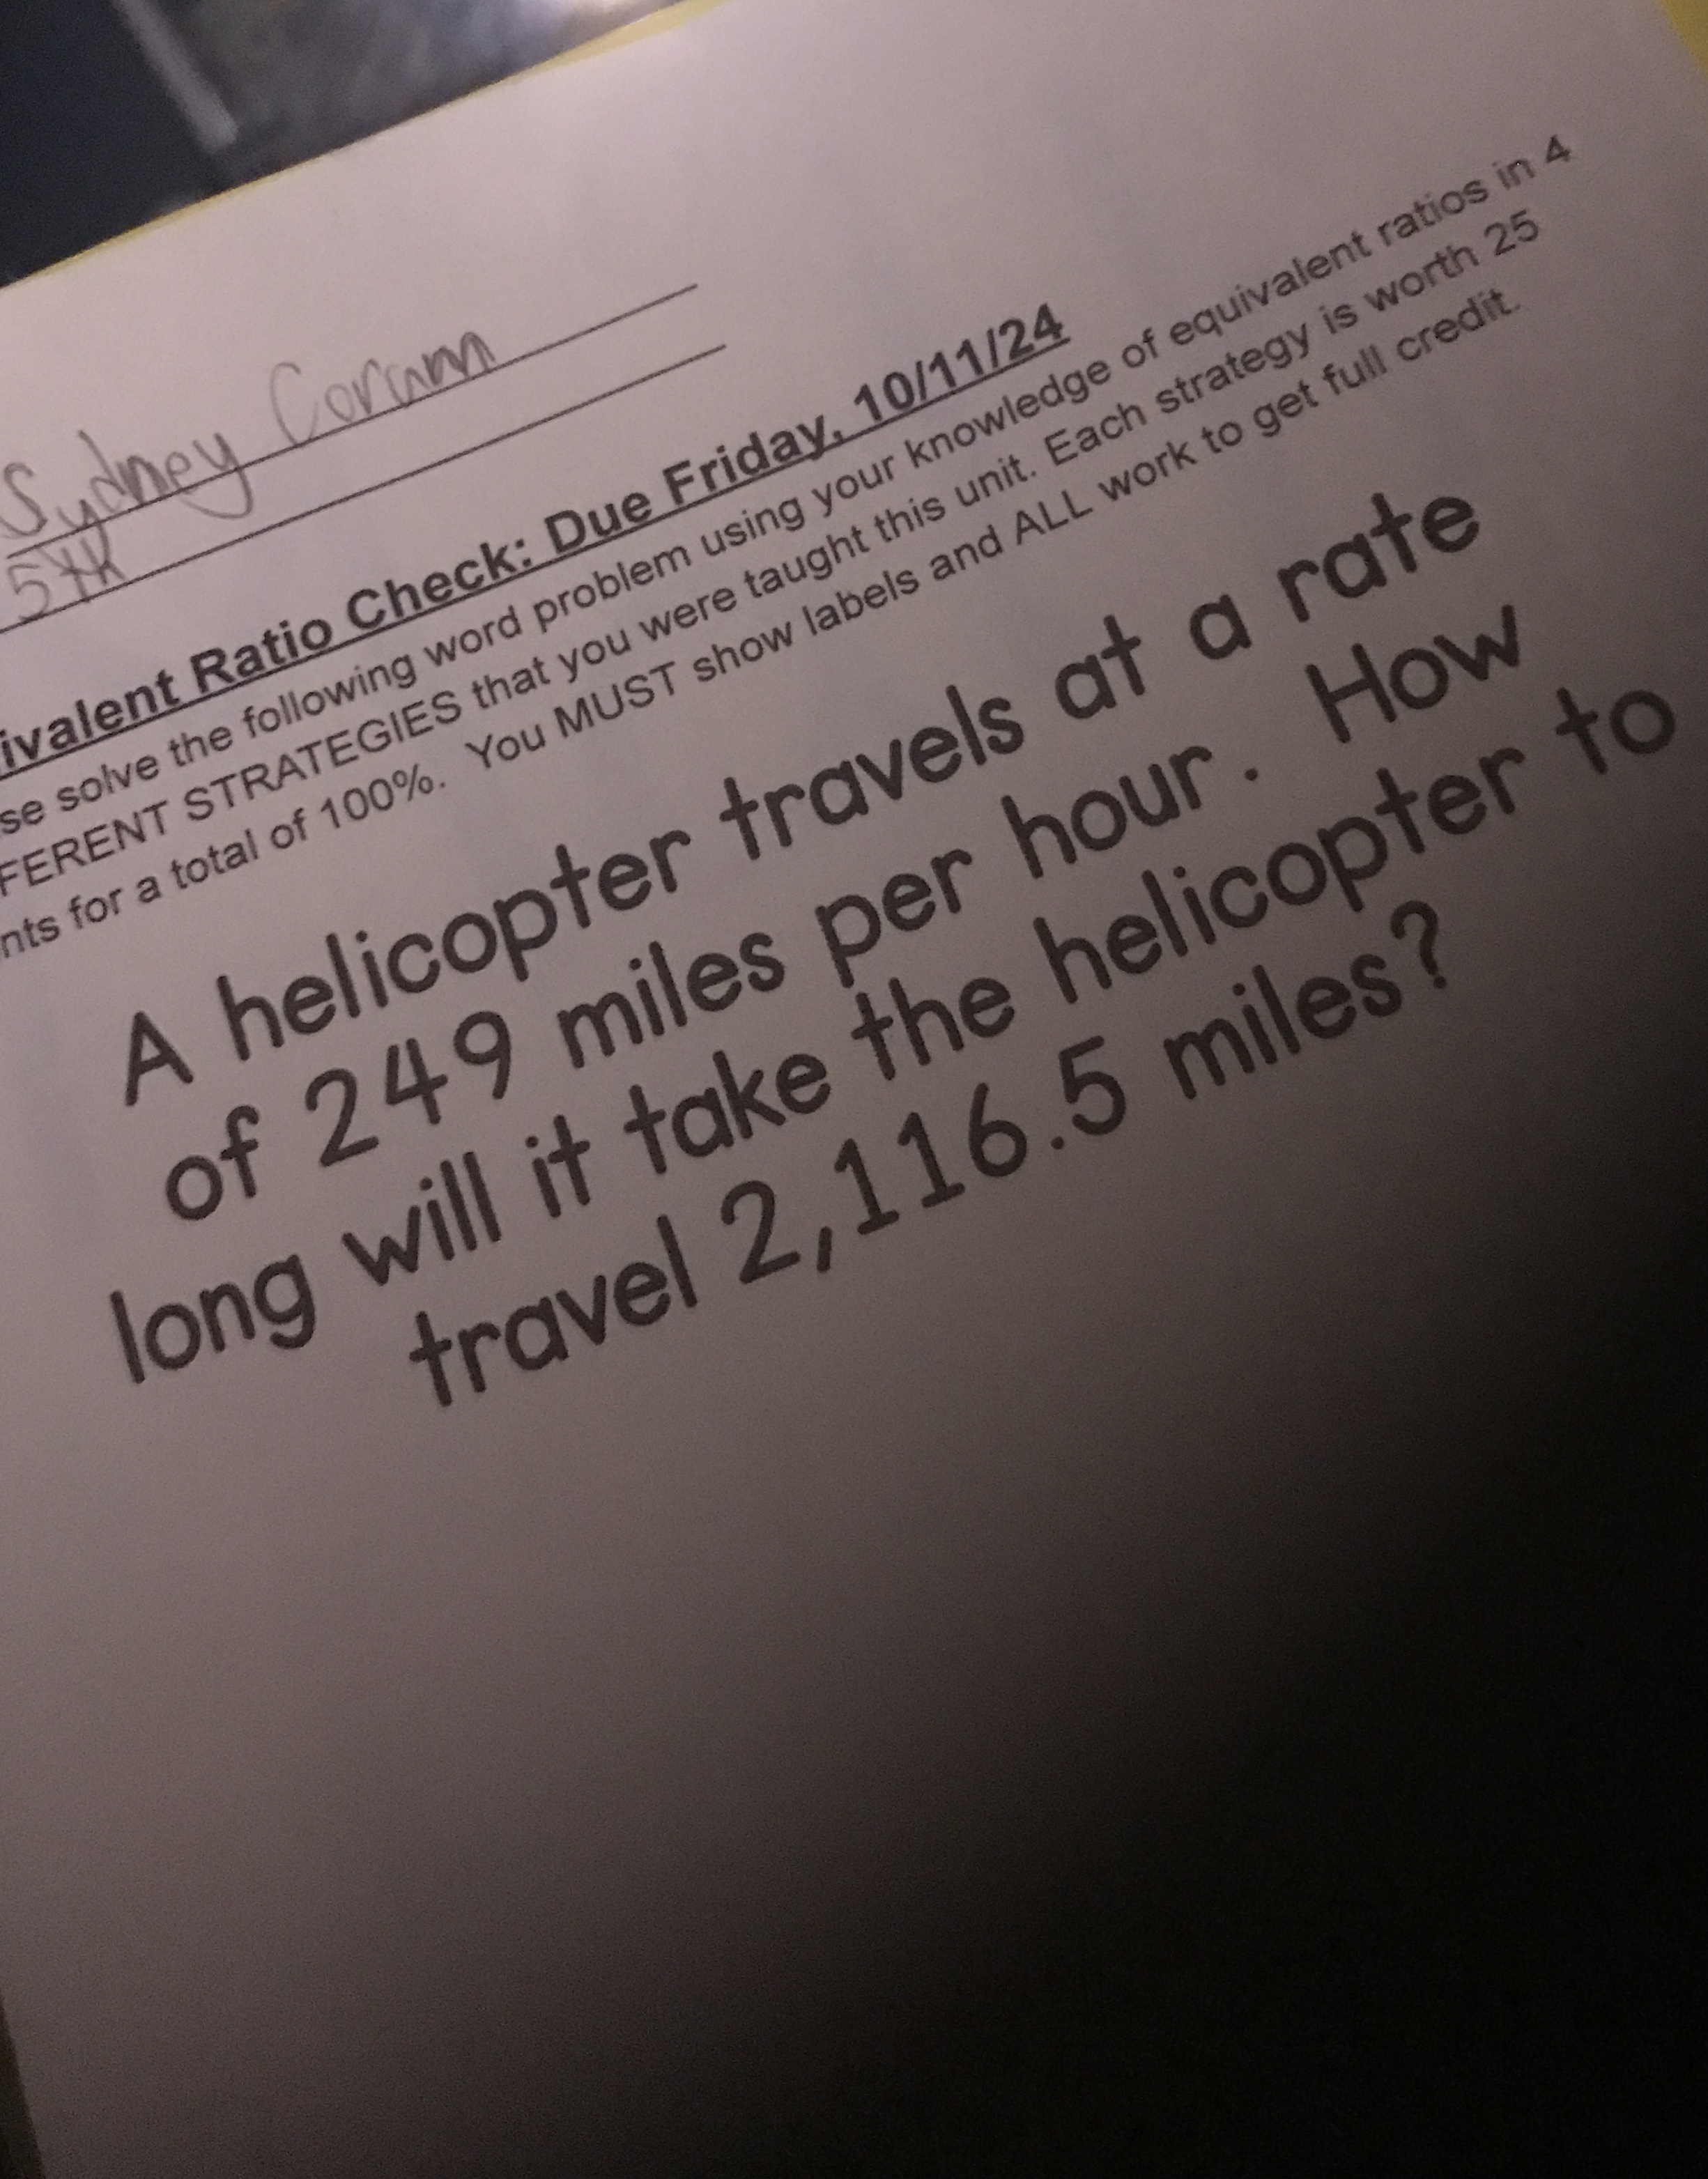 Sydney Corum
5th
ivalent Ratio Check: Due Friday, 10/11/24
se solve the following word problem using your knowledge of equivalent ratios in 4
FERENT STRATEGIES that you were taught this unit. Each strategy is worth 25
nts for a total of 100%. You MUST show labels and ALL work to get full credit.
A helicopter travels at a rate
of 249 miles per hour. How
long will it take the helicopter to
travel 2,116.5 miles?